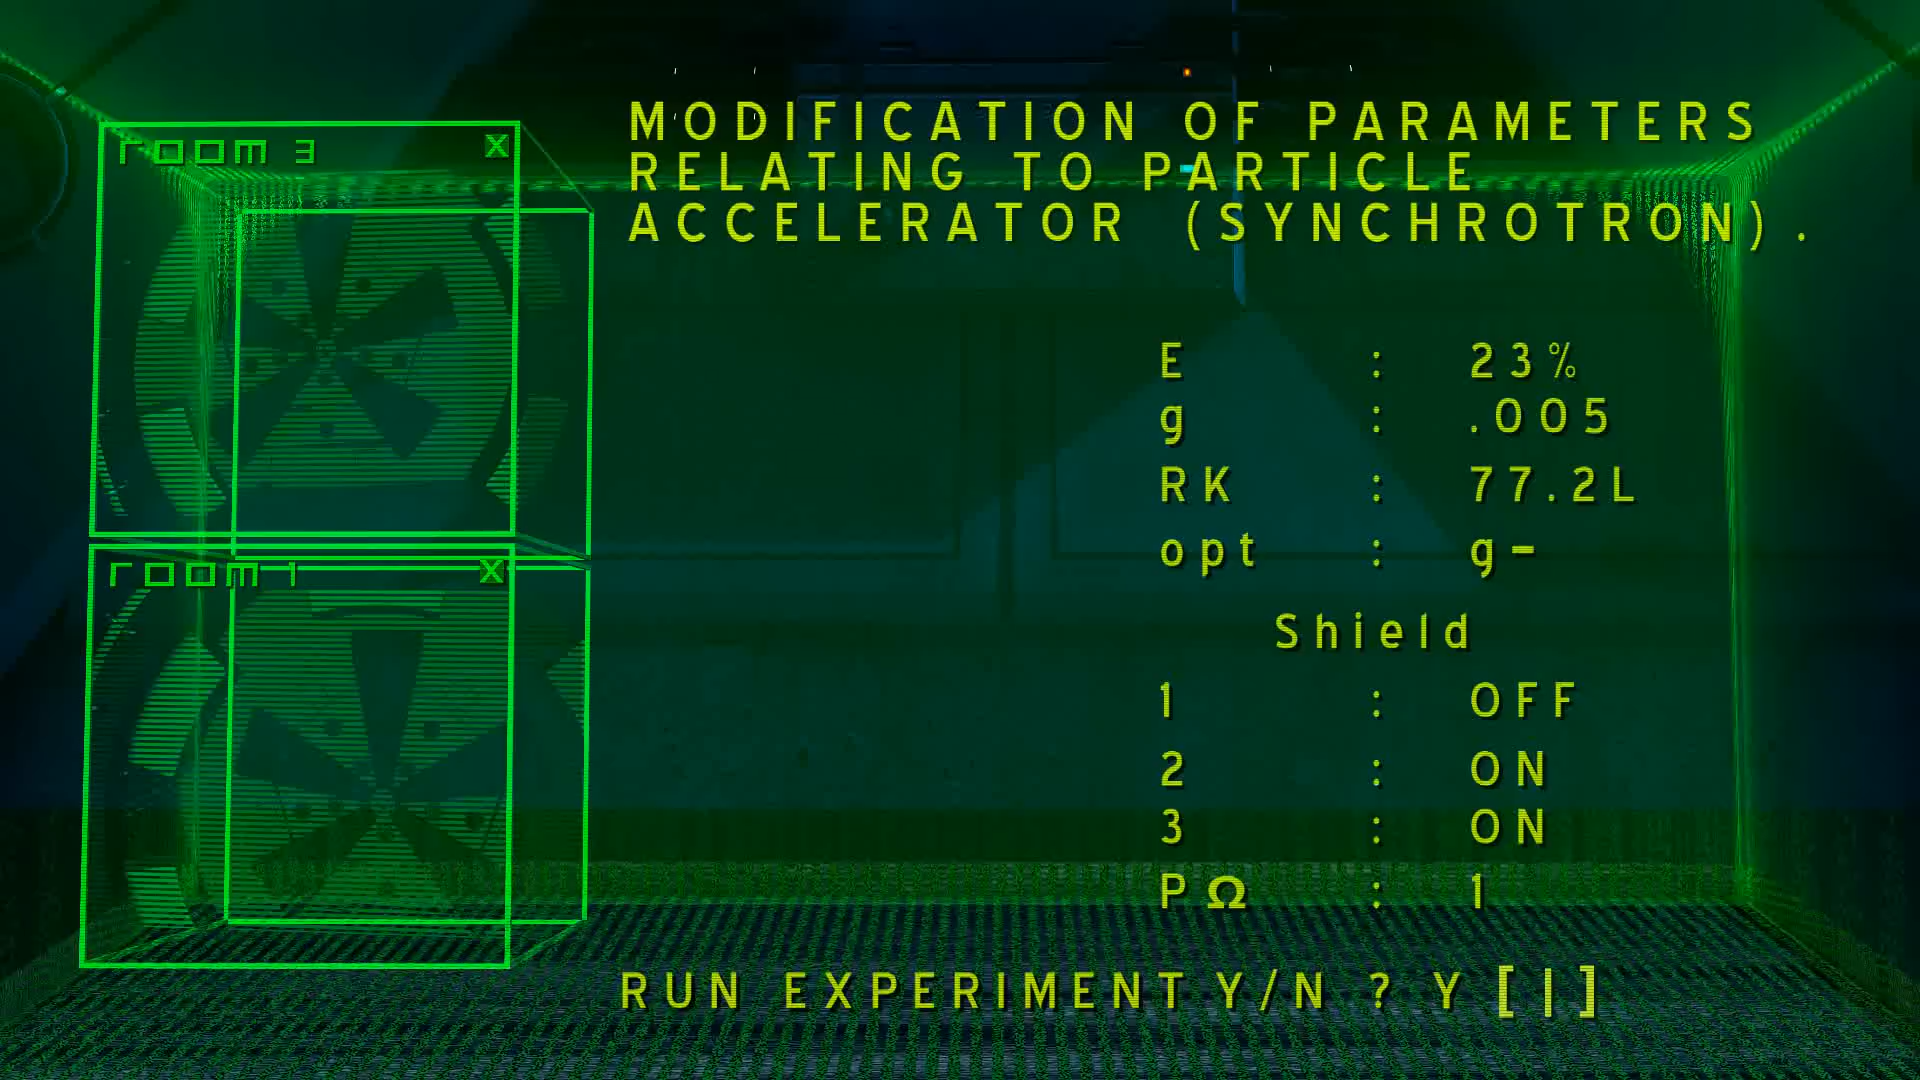 room 3 X
MODIFICATION OF PARAMETERS
RELATING TO PARTICLE
ACCELERATOR (SYNCHROTRON).
E : 23%
g : .005
RK : 77.2L
opt : g-
room 1 X
Shield
1 : OFF
2 : ON
3 : ON
PΩ : 1
RUN EXPERIMENT Y/N ? Y [|]